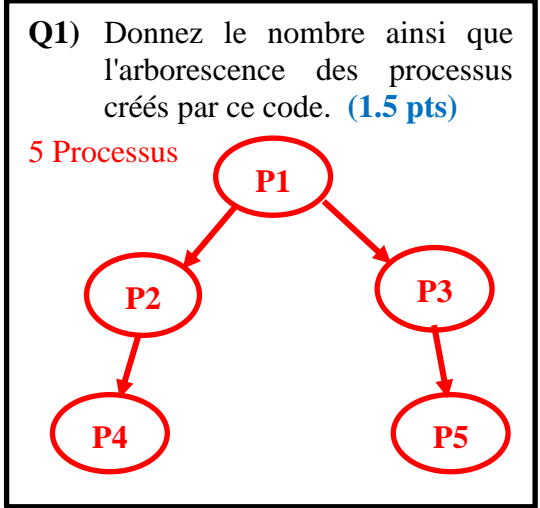 Q1) Donnez le nombre ainsi que
l'arborescence des processus
créés par ce code. (1.5 pts)
5 Processus
P1
P2
P3
P4
P5